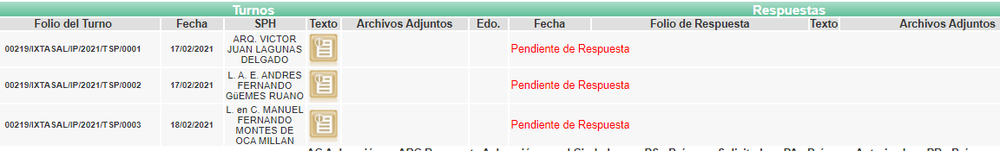 Turnos Respuestas
Folio del Turno Fecha SPH Texto Archivos Adjuntos Edo. Fecha Folio de Respuesta Texto Archivos Adjuntos
00219/IXTASAL/IP/2021/TSP/0001 17/02/2021 ARQ. VICTOR JUAN LAGUNAS DELGADO Pendiente de Respuesta
00219/IXTASAL/IP/2021/TSP/0002 17/02/2021 L. A. E. ANDRES FERNANDO GüEMES RUANO Pendiente de Respuesta
00219/IXTASAL/IP/2021/TSP/0003 18/02/2021 L. en C. MANUEL FERNANDO MONTES DE OCA MILLAN Pendiente de Respuesta